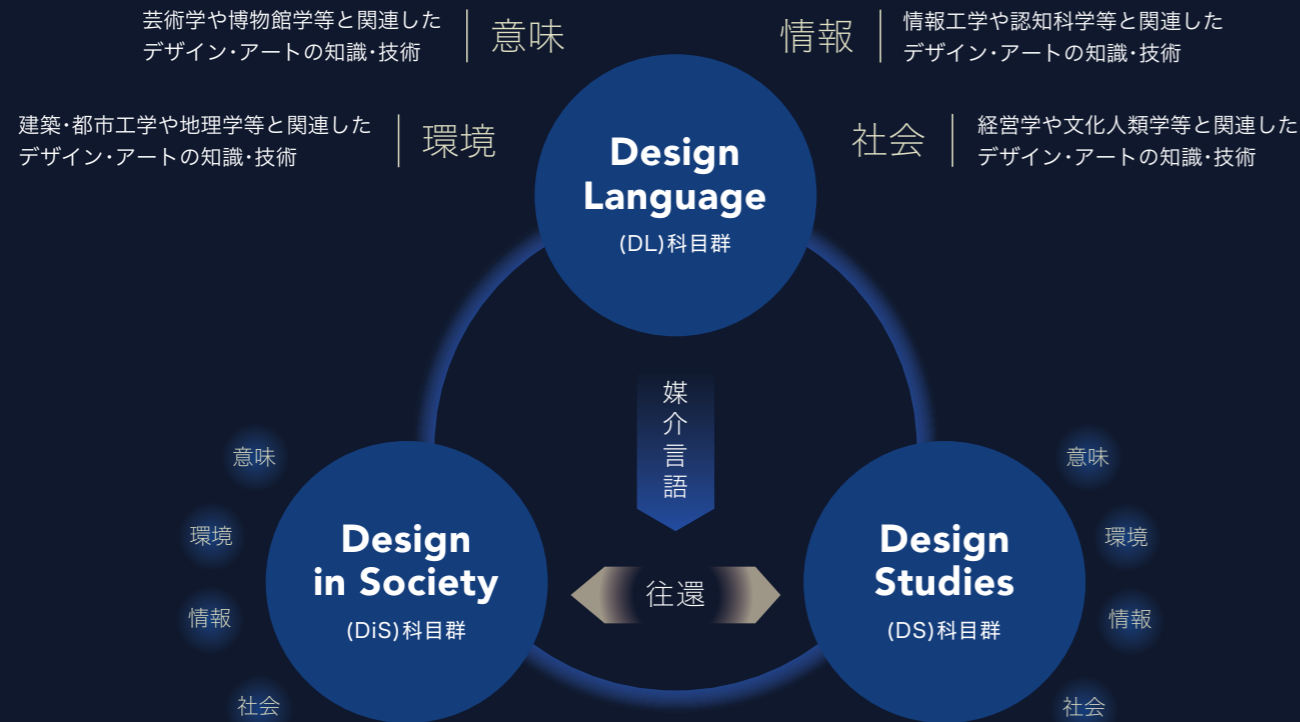 芸術学や博物館学等と関連した
デザイン・アートの知識・技術
意味
情報
情報工学や認知科学等と関連した
デザイン・アートの知識・技術
建築・都市工学や地理学等と関連した
デザイン・アートの知識・技術
環境
社会
経営学や文化人類学等と関連した
デザイン・アートの知識・技術
Design
Language
(DL)科目群
媒介言語
意味
環境
情報
社会
Design
in Society
(DiS)科目群
往還
Design
Studies
(DS)科目群
意味
環境
情報
社会